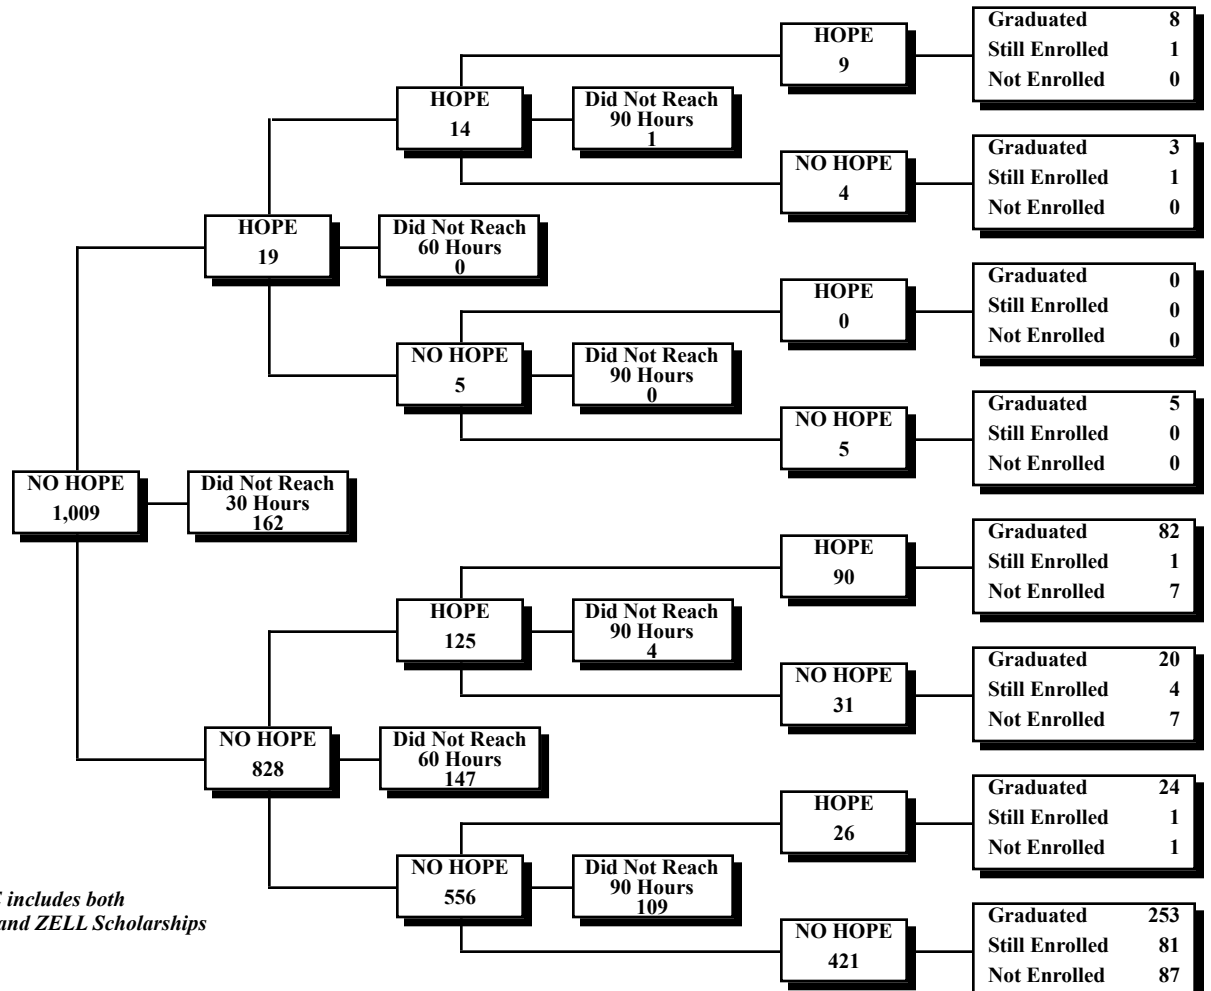 HOPE
9
Graduated 8
Still Enrolled 1
Not Enrolled 0
HOPE
14
Did Not Reach
90 Hours
1
NO HOPE
4
Graduated 3
Still Enrolled 1
Not Enrolled 0
HOPE
19
Did Not Reach
60 Hours
0
HOPE
0
Graduated 0
Still Enrolled 0
Not Enrolled 0
NO HOPE
5
Did Not Reach
90 Hours
0
NO HOPE
5
Graduated 5
Still Enrolled 0
Not Enrolled 0
NO HOPE
1,009
Did Not Reach
30 Hours
162
HOPE
90
Graduated 82
Still Enrolled 1
Not Enrolled 7
HOPE
125
Did Not Reach
90 Hours
4
NO HOPE
31
Graduated 20
Still Enrolled 4
Not Enrolled 7
NO HOPE
828
Did Not Reach
60 Hours
147
HOPE
26
Graduated 24
Still Enrolled 1
Not Enrolled 1
NO HOPE
556
Did Not Reach
90 Hours
109
NO HOPE
421
Graduated 253
Still Enrolled 81
Not Enrolled 87
includes both
and ZELL Scholarships